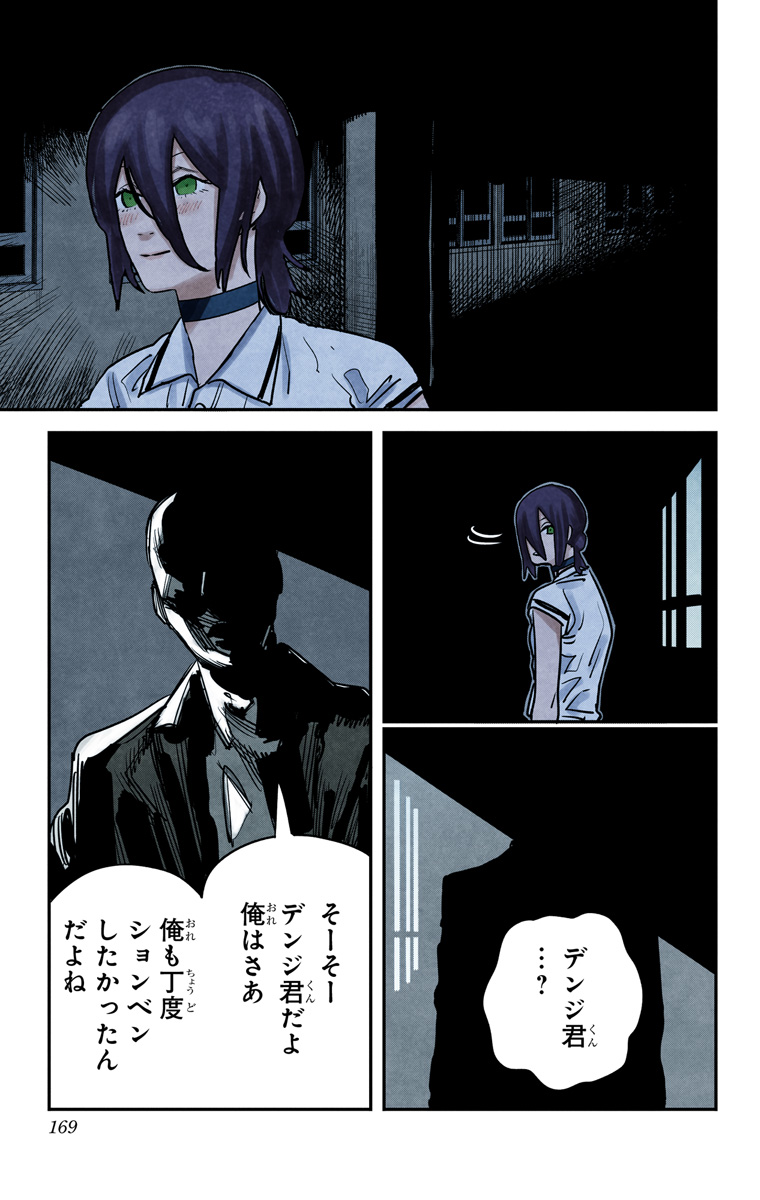 デンジ君
…?
そーそー
デンジ君だよ
俺はさあ
俺も丁度
ションベン
したかったん
だよね
169